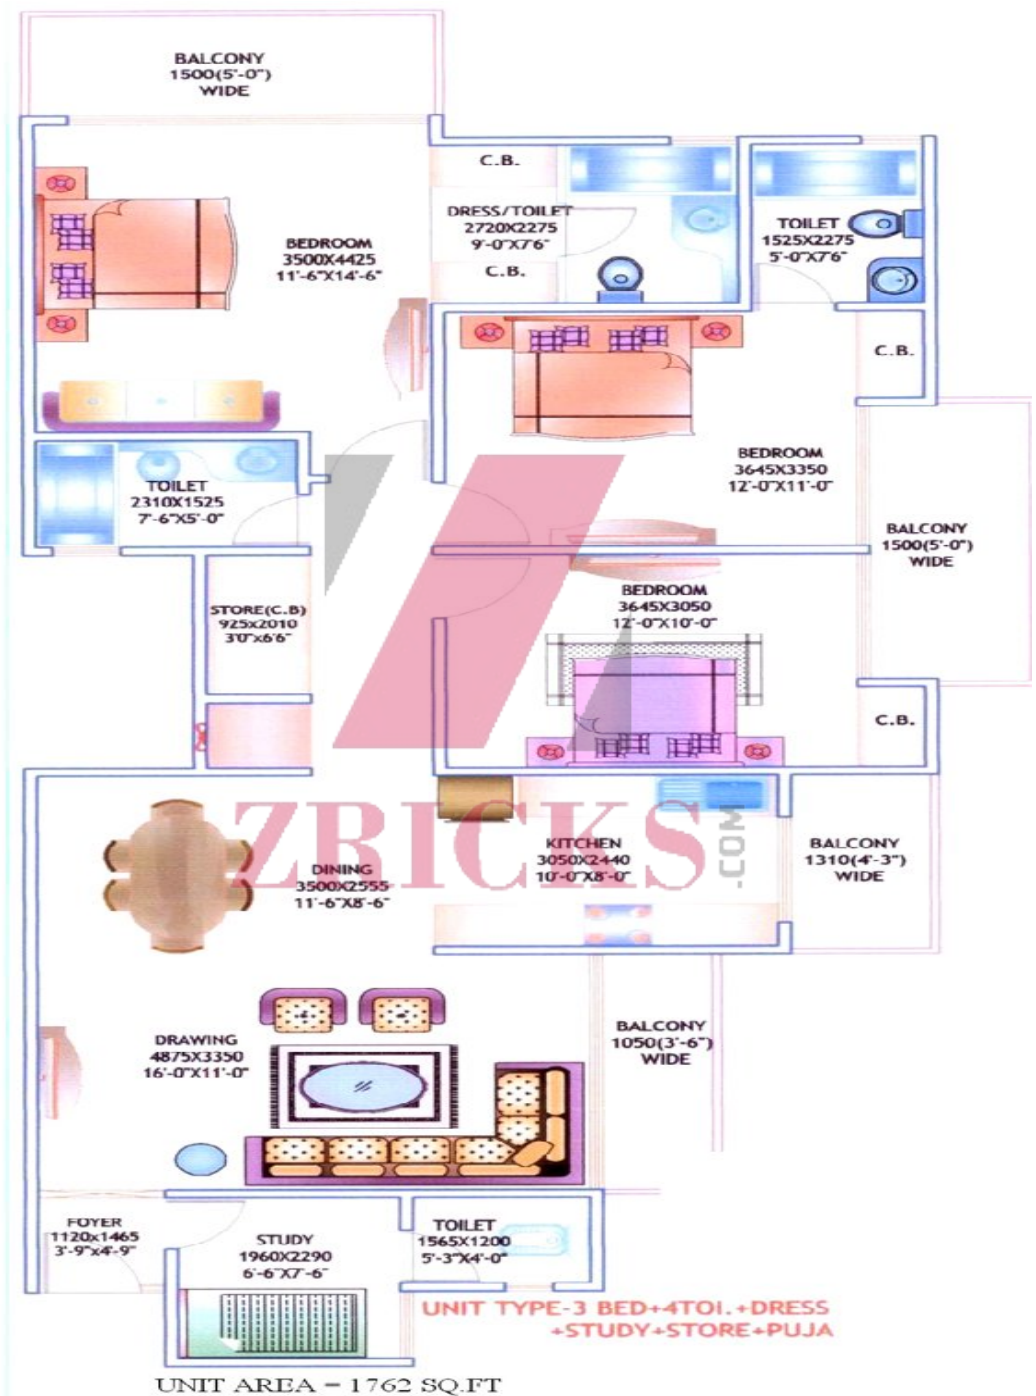 BALCONY
1500(5'-0")
WIDE
C.B.
DRESS/TOILET
2720X2275
9'-0"X7'6"
C.B.
TOILET
1525X2275
5'-0"X7'6"
BEDROOM
3500X4425
11'-6"X14'-6"
C.B.
BEDROOM
3645X3350
12'-0"X11'-0"
TOILET
2310X1525
7'-6"X5'-0"
BALCONY
1500(5'-0")
WIDE
BEDROOM
3645X3050
12'-0"X10'-0"
STORE(C.B)
925x2010
3'0"x6'6"
C.B.
ZRICKS
.COM
DINING
3500X2555
11'-6"X8'-6"
KITCHEN
3050X2440
10'-0"X8'-0"
BALCONY
1310(4'-3")
WIDE
DRAWING
4875X3350
16'-0"X11'-0"
BALCONY
1050(3'-6")
WIDE
FOYER
1120x1465
3'-9"x4'-9"
STUDY
1960X2290
6'-6"X7'-6"
TOILET
1565X1200
5'-3"X4'-0"
UNIT TYPE-3 BED+4TOI.+DRESS
+STUDY+STORE+PUJA
UNIT AREA = 1762 SQ.FT